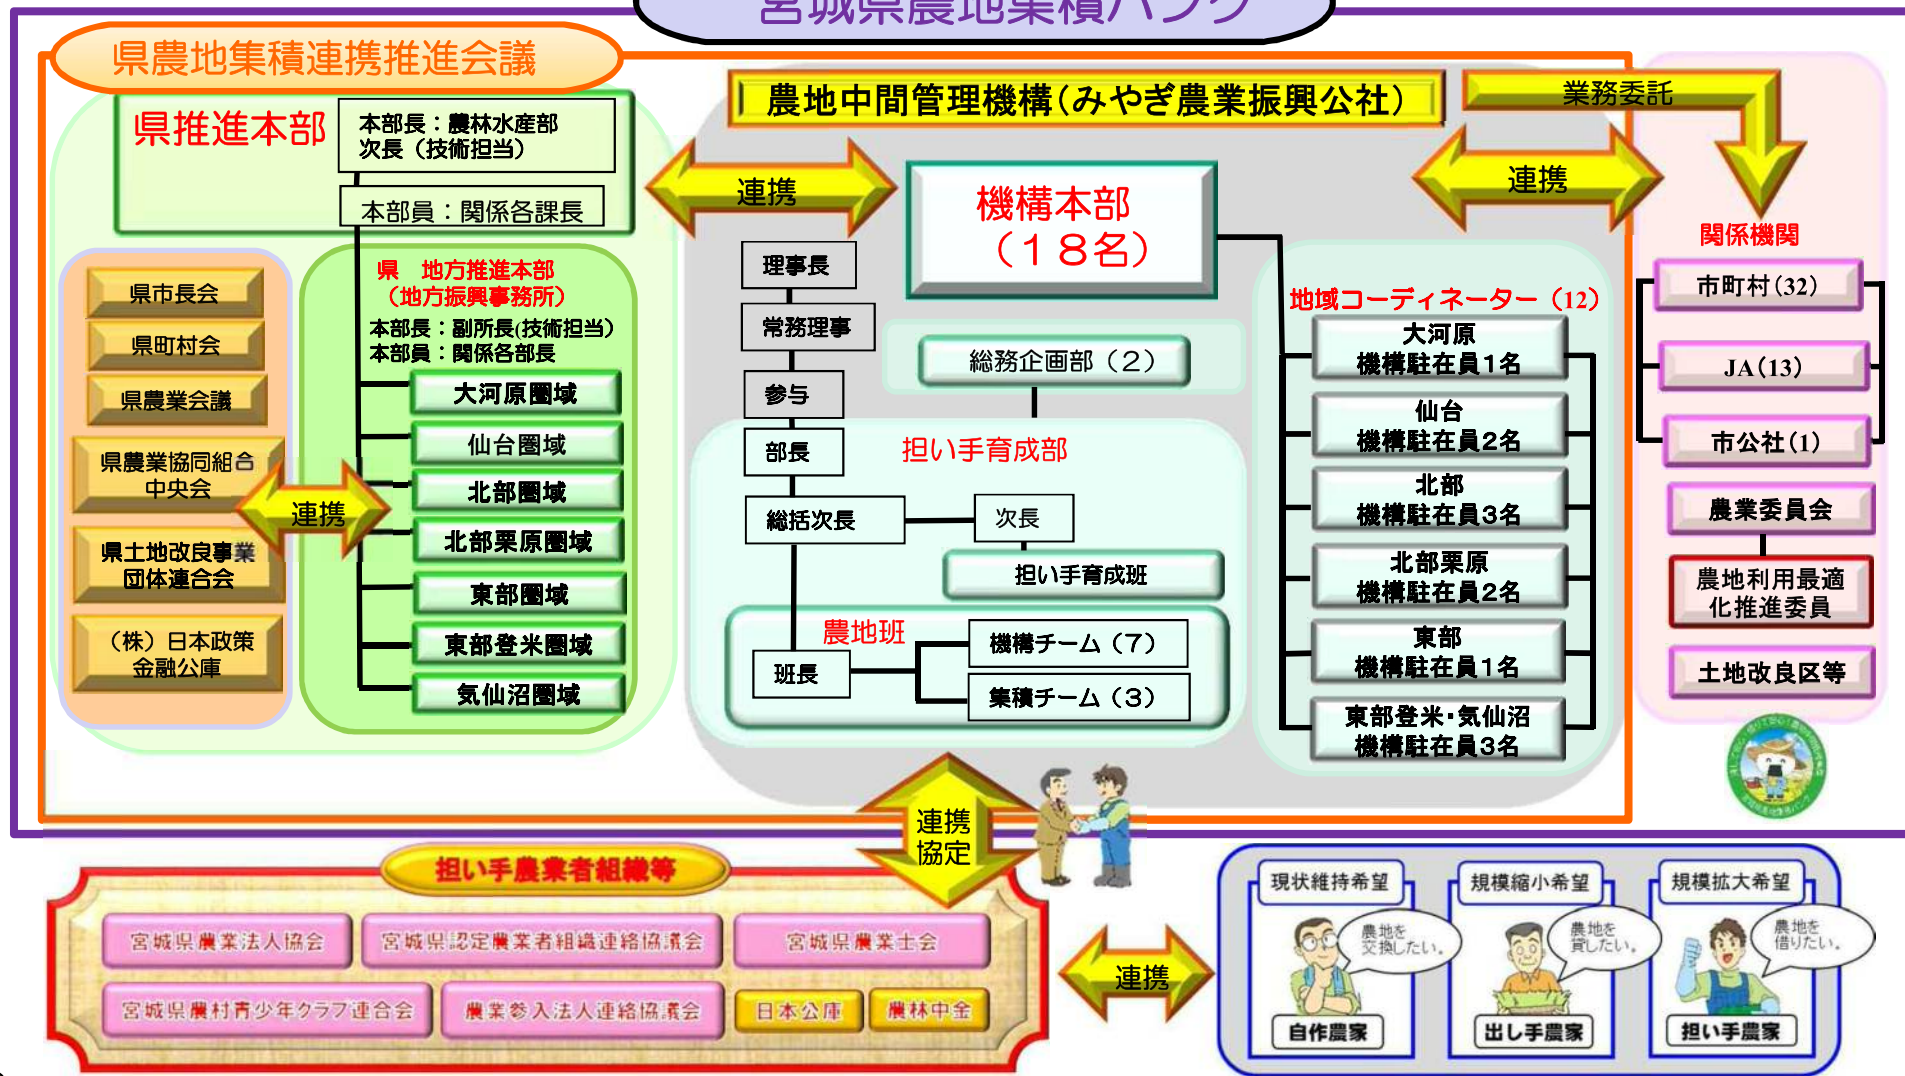 宮城県農地集積バンク
県農地集積連携推進会議
県推進本部
本部長：農林水産部
次長（技術担当）
本部員：関係各課長
県市長会
県町村会
県農業会議
県農業協同組合
中央会
県土地改良事業
団体連合会
（株）日本政策
金融公庫
連携
県　地方推進本部
（地方振興事務所）
本部長：副所長(技術担当)
本部員：関係各部長
大河原圏域
仙台圏域
北部圏域
北部栗原圏域
東部圏域
東部登米圏域
気仙沼圏域
連携
農地中間管理機構（みやぎ農業振興公社）
機構本部
（１８名）
理事長
常務理事
参与
部長
総括次長
次長
総務企画部（２）
担い手育成部
担い手育成班
農地班
班長
機構チーム（７）
集積チーム（３）
地域コーディネーター（12）
大河原
機構駐在員１名
仙台
機構駐在員２名
北部
機構駐在員３名
北部栗原
機構駐在員２名
東部
機構駐在員１名
東部登米・気仙沼
機構駐在員３名
連携
業務委託
関係機関
市町村(32)
JA(13)
市公社(1)
農業委員会
農地利用最適
化推進委員
土地改良区等
宮城県農地集積バンク
連携
協定
担い手農業者組織等
宮城県農業法人協会
宮城県認定農業者組織連絡協議会
宮城県農業士会
宮城県農村青少年クラブ連合会
農業参入法人連絡協議会
日本公庫
農林中金
連携
現状維持希望
農地を
交換したい。
自作農家
規模縮小希望
農地を
貸したい。
出し手農家
規模拡大希望
農地を
借りたい。
担い手農家